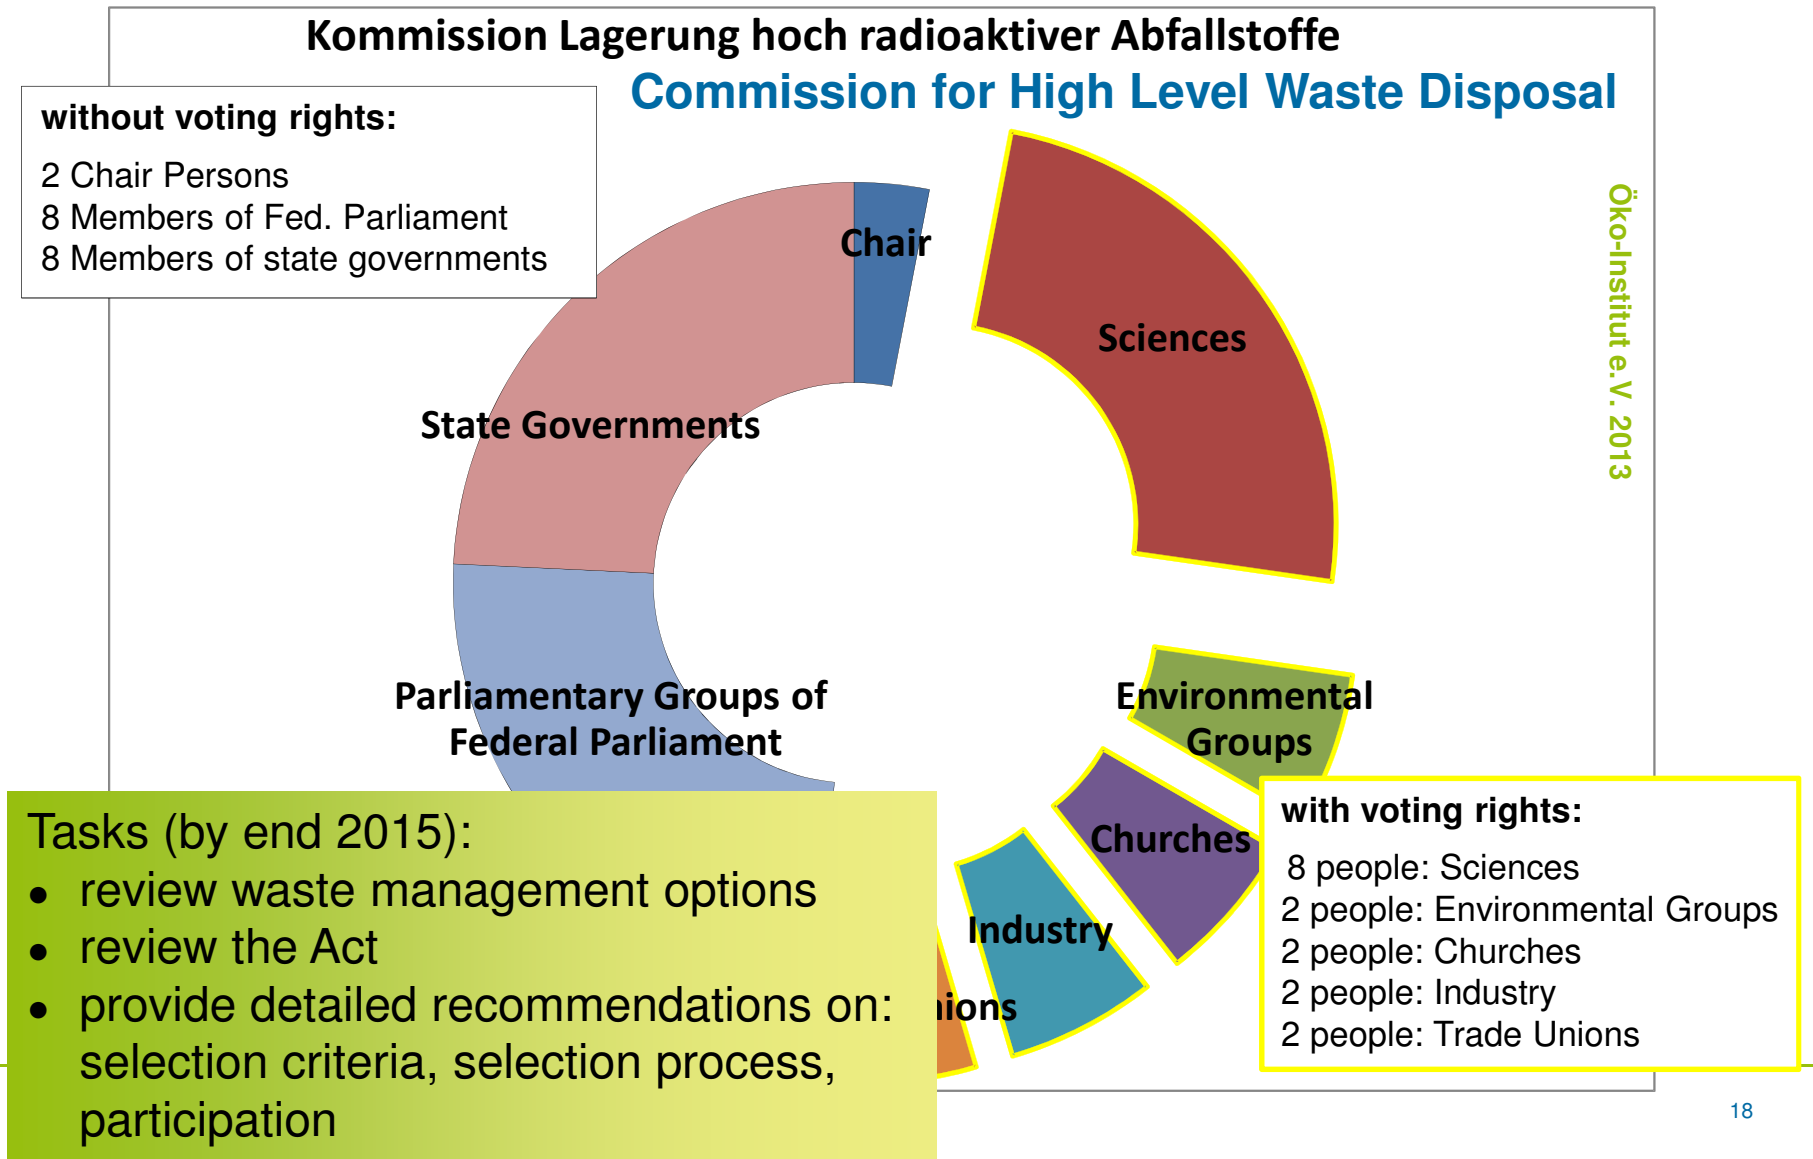 Kommission Lagerung hoch radioaktiver Abfallstoffe
Commission for High Level Waste Disposal
without voting rights:
2 Chair Persons
8 Members of Fed. Parliament
8 Members of state governments
Chair
Sciences
State Governments
Parliamentary Groups of
Federal Parliament
Environmental
Groups
Churches
Industry
Öko-Institut e.V. 2013
with voting rights:
8 people: Sciences
2 people: Environmental Groups
2 people: Churches
2 people: Industry
2 people: Trade Unions
Tasks (by end 2015):
• review waste management options
• review the Act
• provide detailed recommendations on:
selection criteria, selection process,
participation
18